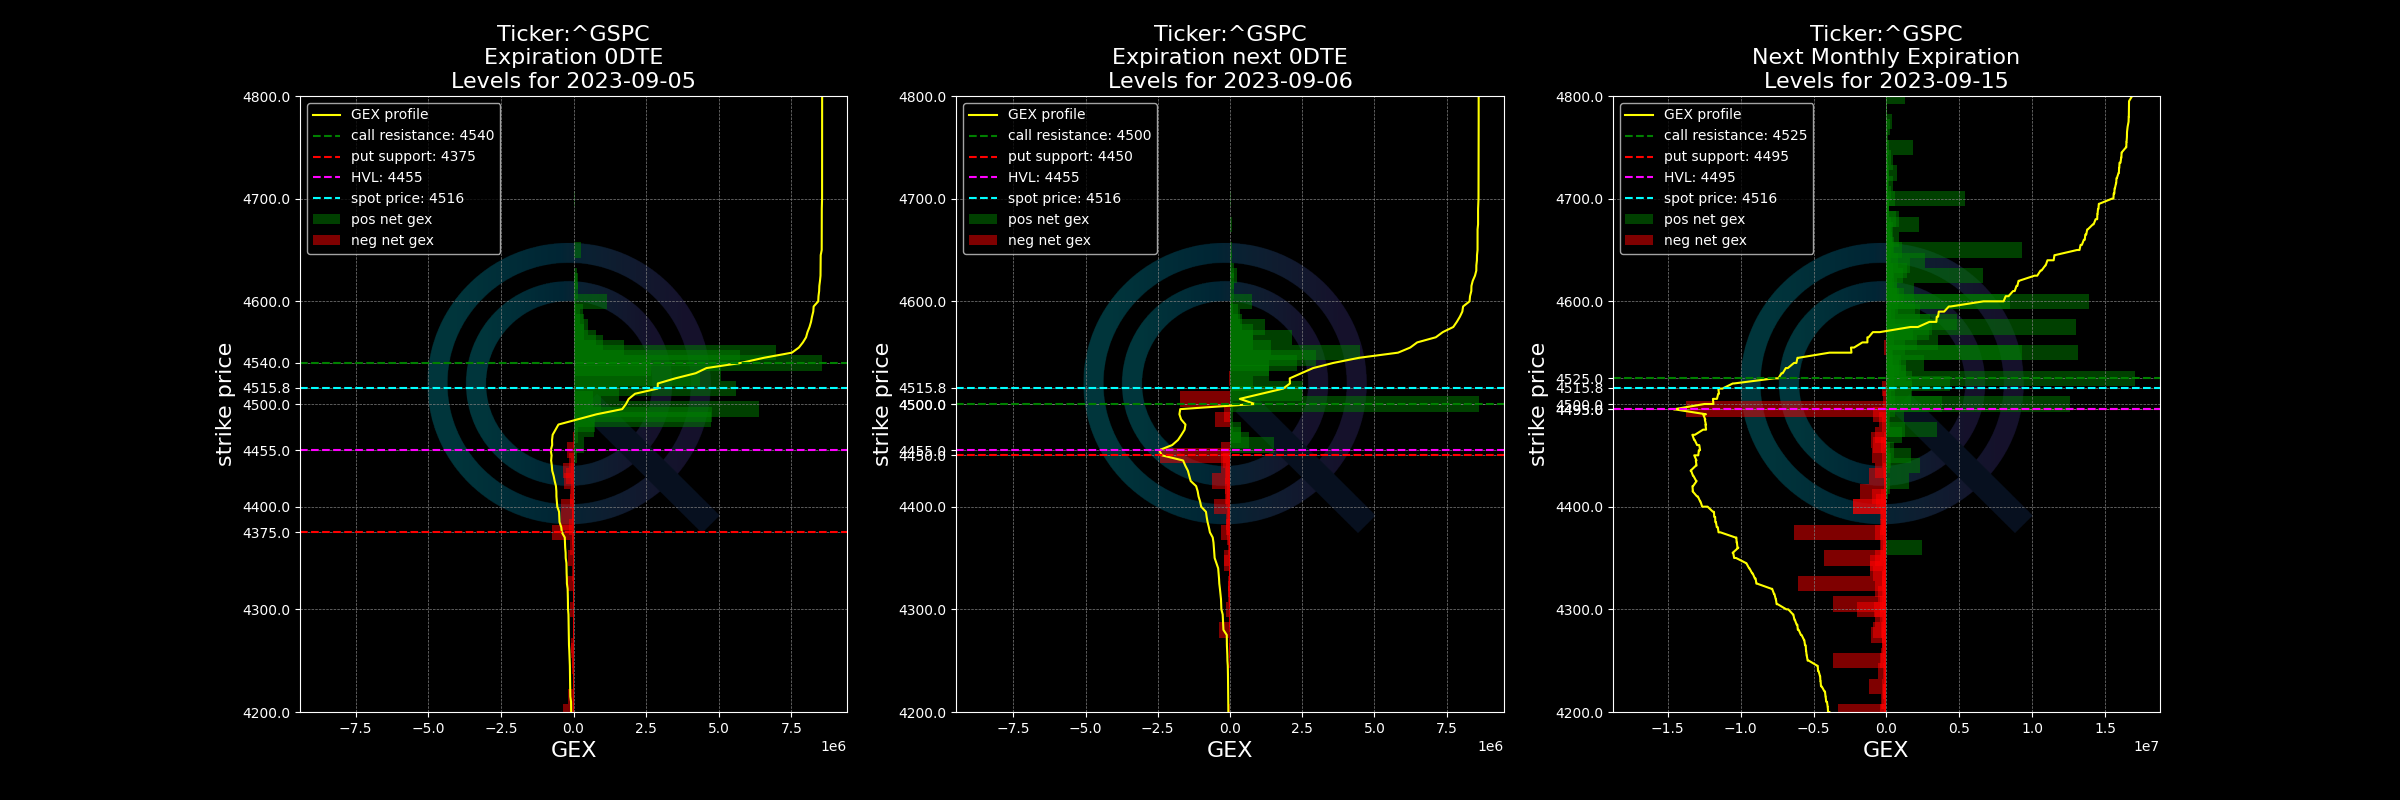 Ticker:^GSPC
Expiration 0DTE
Levels for 2023-09-05
GEX profile
call resistance: 4540
put support: 4375
HVL: 4455
spot price: 4516
pos net gex
neg net gex
4800.0
4700.0
4600.0
4540.0
4515.8
4500.0
4455.0
4400.0
4375.0
4300.0
4200.0
strike price
−7.5 −5.0 −2.5 0.0 2.5 5.0 7.5
1e6
GEX
Ticker:^GSPC
Expiration next 0DTE
Levels for 2023-09-06
GEX profile
call resistance: 4500
put support: 4450
HVL: 4455
spot price: 4516
pos net gex
neg net gex
4800.0
4700.0
4600.0
4515.8
4500.0
4455.0
4450.0
4400.0
4300.0
4200.0
strike price
−7.5 −5.0 −2.5 0.0 2.5 5.0 7.5
1e6
GEX
Ticker:^GSPC
Next Monthly Expiration
Levels for 2023-09-15
GEX profile
call resistance: 4525
put support: 4495
HVL: 4495
spot price: 4516
pos net gex
neg net gex
4800.0
4700.0
4600.0
4525.0
4515.8
4500.0
4495.0
4400.0
4300.0
4200.0
strike price
−1.5 −1.0 −0.5 0.0 0.5 1.0 1.5
1e7
GEX